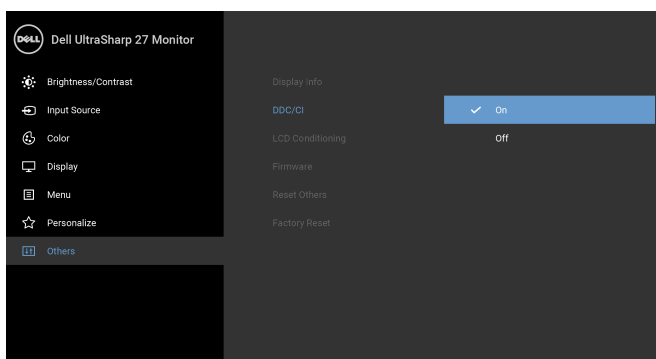 DELL Dell UltraSharp 27 Monitor
Brightness/Contrast
Input Source
Color
Display
Menu
Personalize
Others
Display Info
DDC/CI
LCD Conditioning
Firmware
Reset Others
Factory Reset
On
Off